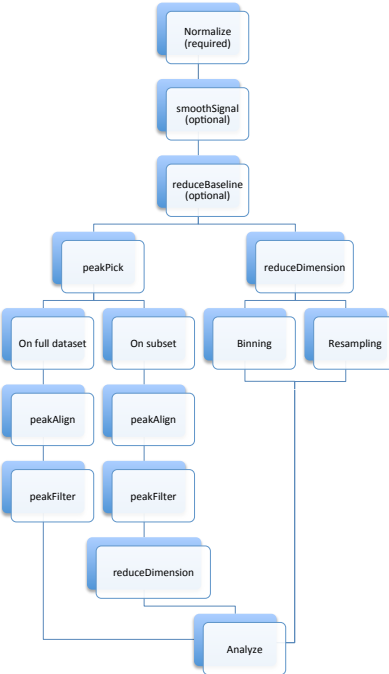 Normalize
(required)
smoothSignal
(optional)
reduceBaseline
(optional)
peakPick
reduceDimension
On full dataset
On subset
Binning
Resampling
peakAlign
peakAlign
peakFilter
peakFilter
reduceDimension
Analyze